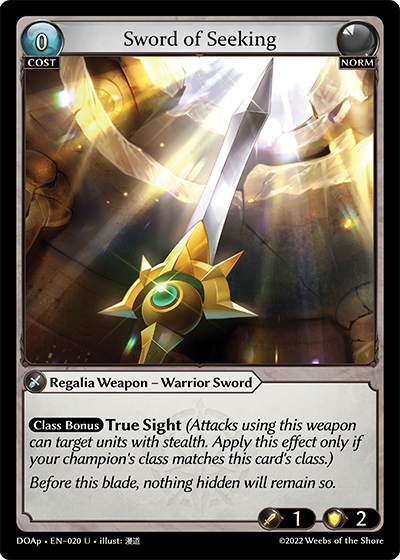 0
Sword of Seeking
COST
NORM
Regalia Weapon – Warrior Sword
Class Bonus True Sight (Attacks using this weapon
can target units with stealth. Apply this effect only if
your champion's class matches this card's class.)
Before this blade, nothing hidden will remain so.
1 2
DOAp • EN-020 U • illust: 漫道
©2022 Weebs of the Shore